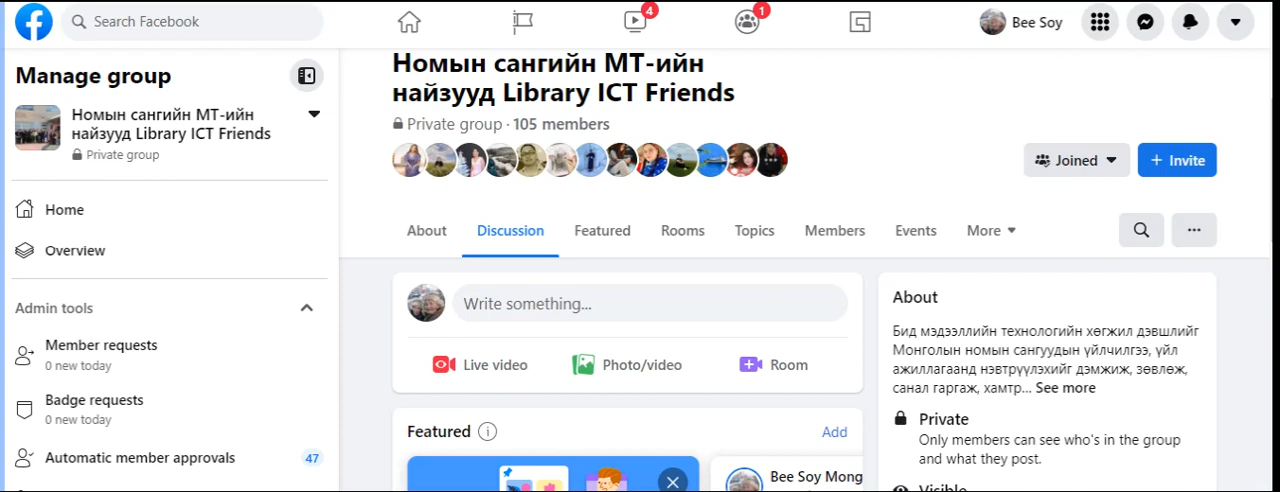 Search Facebook
4
1
Bee Soy
Manage group
Номын сангийн МТ-ийн
найзууд Library ICT Friends
Private group
Home
Overview
Admin tools
Member requests
0 new today
Badge requests
0 new today
Automatic member approvals
47
Номын сангийн МТ-ийн
найзууд Library ICT Friends
Private group · 105 members
Joined
+ Invite
About
Discussion
Featured
Rooms
Topics
Members
Events
More
Write something...
Live video
Photo/video
Room
Featured
Add
Bee Soy Mong
About
Бид мэдээллийн технологийн хөгжил дэвшлийг
Монголын номын сангуудын үйлчилгээ, үйл
ажиллагаанд нэвтрүүлэхийг дэмжиж, зөвлөж,
санал гаргаж, хамтр... See more
Private
Only members can see who's in the group
and what they post.
Visible